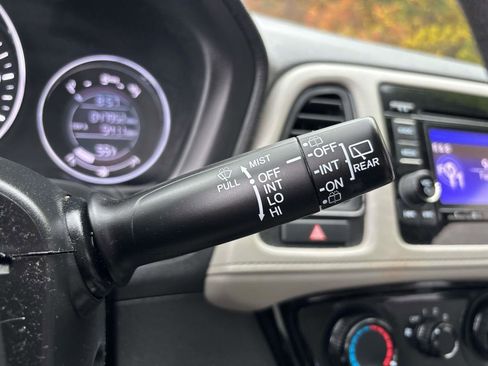 MIST
PULL
OFF
INT
LO
HI
OFF
INT
ON
REAR